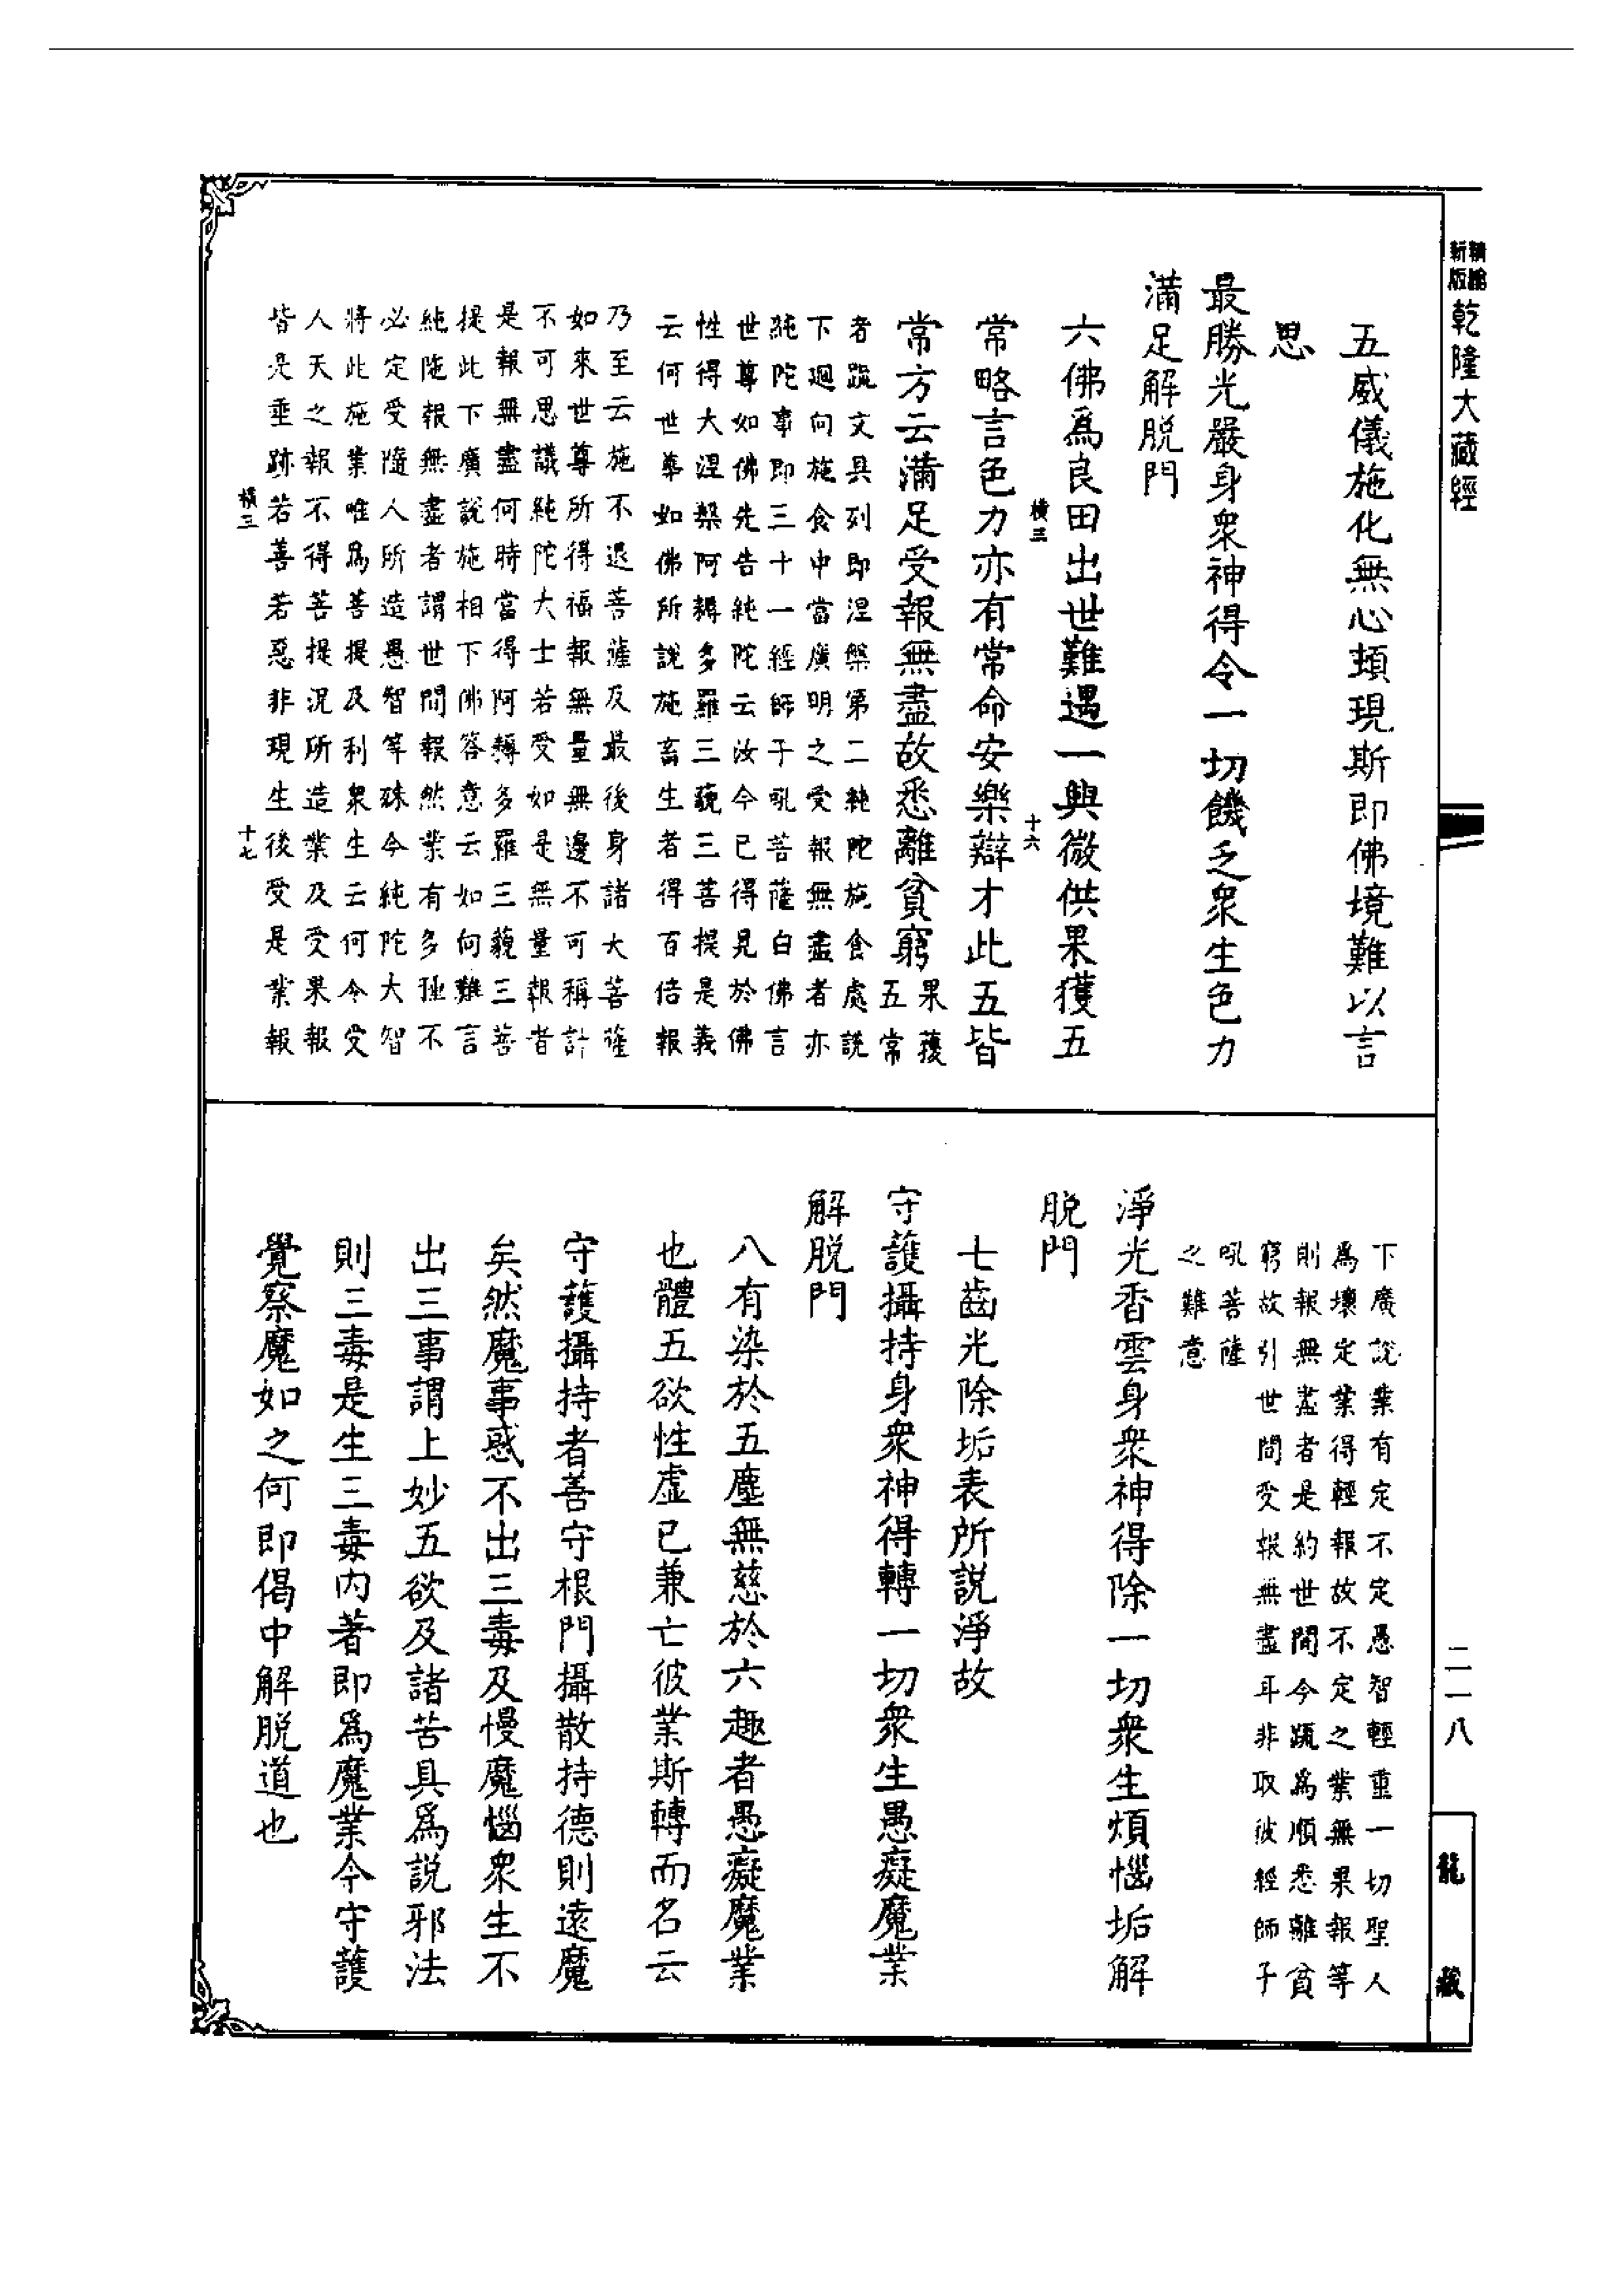 新編
縮版
乾隆大藏經
五威儀施化無心頓現斯即佛境難以言
思
最勝光嚴身衆神得令一切饑乏衆生色力
滿足解脱門
六佛爲良田出世難遇一興微供果獲五
橫三
十六
常略言色力亦有常命安樂辯才此五皆
常方云滿足受報無盡故悉離貧窮果獲
五常
者䟽文具列即涅槃第二純陀施食處説
下迴向施食中當廣明之受報無盡者亦
純陀事即三十一經師子吼菩薩白佛言
世尊如佛先告純陀云汝今已得見於佛
性得大涅槃阿耨多羅三藐三菩提是義
云何世尊如佛所說施畜生者得百倍報
乃至云施不退菩薩及最後身諸大菩薩
如來世尊所得福報無量無邊不可稱計
不可思議純陀大士若受如是無量報者
是報無盡何時當得阿耨多羅三藐三菩
提此下廣說施相下佛答意云如何難言
純陀報無盡者謂世間報然業有多種不
必定受隨人所造愚智等殊今純陀大智
將此施業唯爲菩提及利衆生云何今受
人天之報不得菩提況所造業及受果報
皆是垂跡若善若惡非現生後受是業報
橫三
十七
下廣說業有定不定愚智輕重一切聖人
爲壞定業得輕報故不定之業無果報等
則報無盡者是約世間今䟽爲順悉離貧
窮故引世間受報無盡耳非取彼經師子
吼菩薩
之難意
淨光香雲身衆神得除一切衆生煩惱垢解
脱門
七齒光除垢表所説淨故
守護攝持身衆神得轉一切衆生愚癡魔業
解脱門
八有染於五塵無慈於六趣者愚癡魔業
也體五欲性虛已兼亡彼業斯轉而名云
守護攝持者善守根門攝散持德則遠魔
矣然魔事惑不出三毒及慢魔惱衆生不
出三事謂上妙五欲及諸苦具爲説邪法
則三毒是生三毒内著即爲魔業今守護
覺察魔如之何即偈中解脱道也
二一八
龍藏